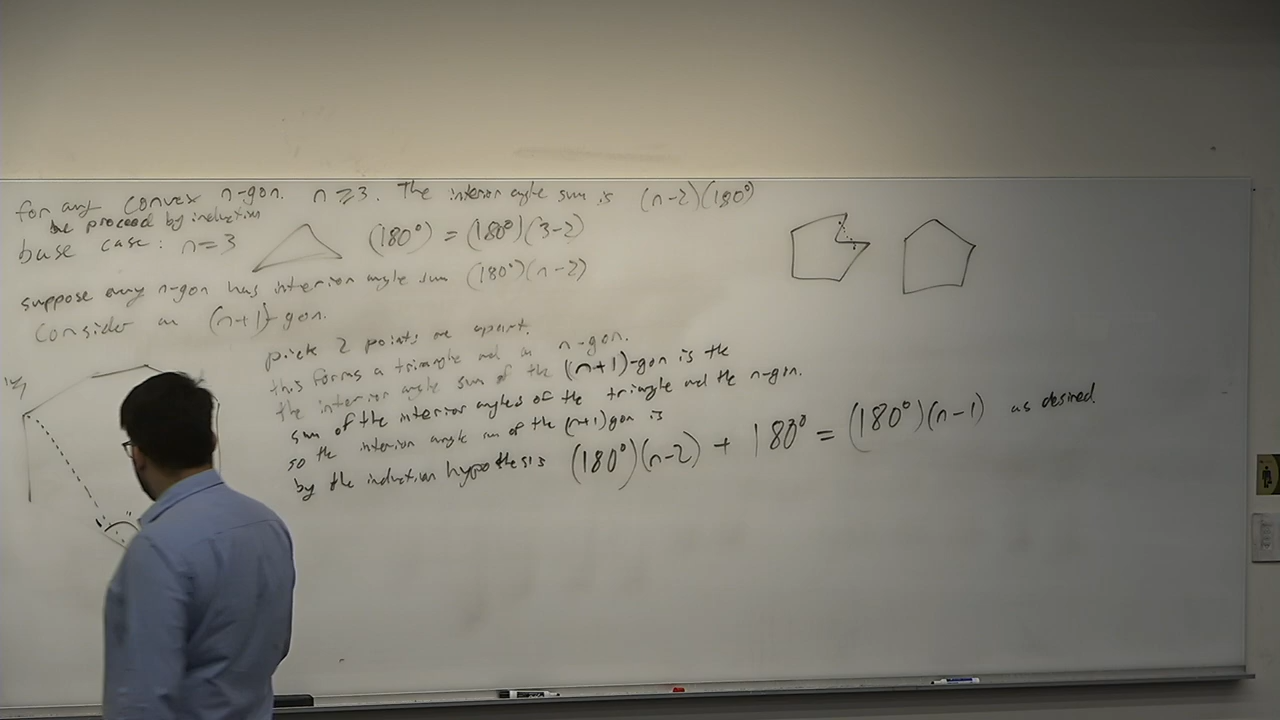 for any convex n-gon. n ≥ 3. The interior angle sum is (n-2)(180°)
we proceed by induction
base case: n=3 (180°) = (180°)(3-2)
suppose any n-gon has interior angle sum (180°)(n-2)
Consider an (n+1)-gon.
pick 2 points one apart.
this forms a triangle and an n-gon.
the interior angle sum of the (n+1)-gon is the
sum of the interior angles of the triangle and the n-gon.
so the interior angle sum of the (n+1)gon is
by the induction hypothesis (180°)(n-2) + 180° = (180°)(n-1) as desired.